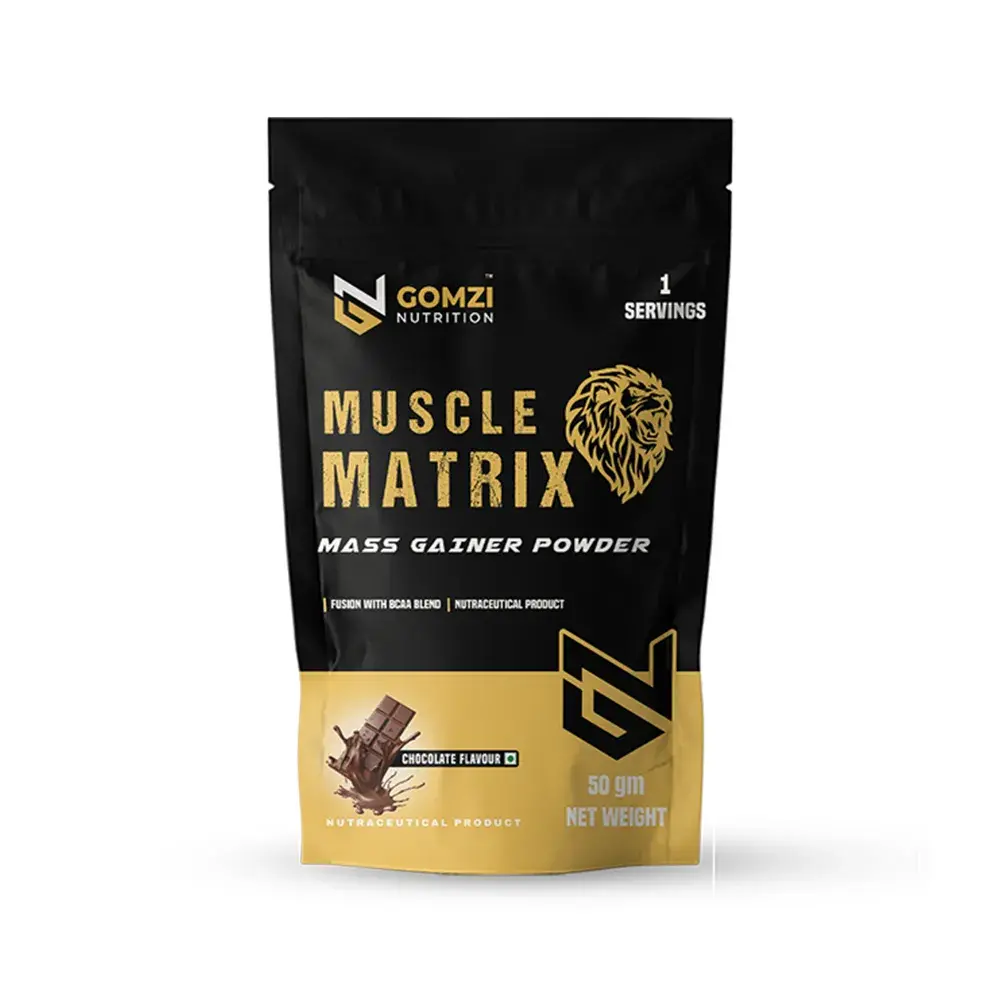 GOMZI™
NUTRITION
1
SERVINGS
MUSCLE
MATRIX
MASS GAINER POWDER
FUSION WITH BCAA BLEND | NUTRACEUTICAL PRODUCT
CHOCOLATE FLAVOUR
NUTRACEUTICAL PRODUCT
50 gm
NET WEIGHT